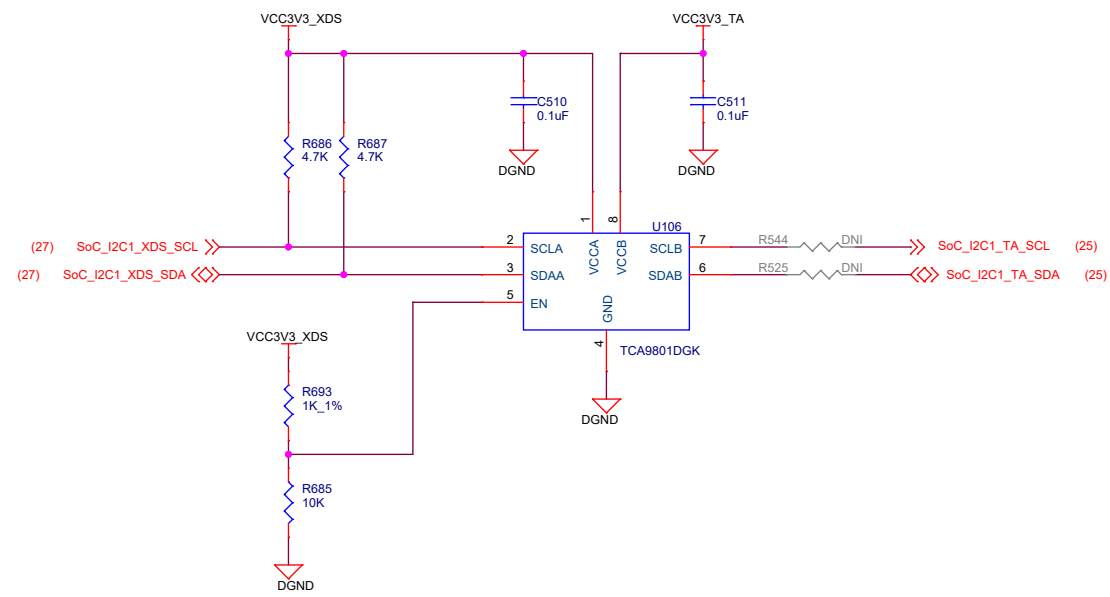 VCC3V3_XDS
VCC3V3_TA
C510
0.1uF
C511
0.1uF
R686
4.7K
R687
4.7K
DGND
DGND
1
8
U106
(27) SoC_I2C1_XDS_SCL
2
SCLA
VCCA
VCCB
SCLB
7
R544
DNI
SoC_I2C1_TA_SCL (25)
(27) SoC_I2C1_XDS_SDA
3
SDAA
SDAB
6
R525
DNI
SoC_I2C1_TA_SDA (25)
5
EN
GND
4
TCA9801DGK
VCC3V3_XDS
R693
1K_1%
DGND
R685
10K
DGND